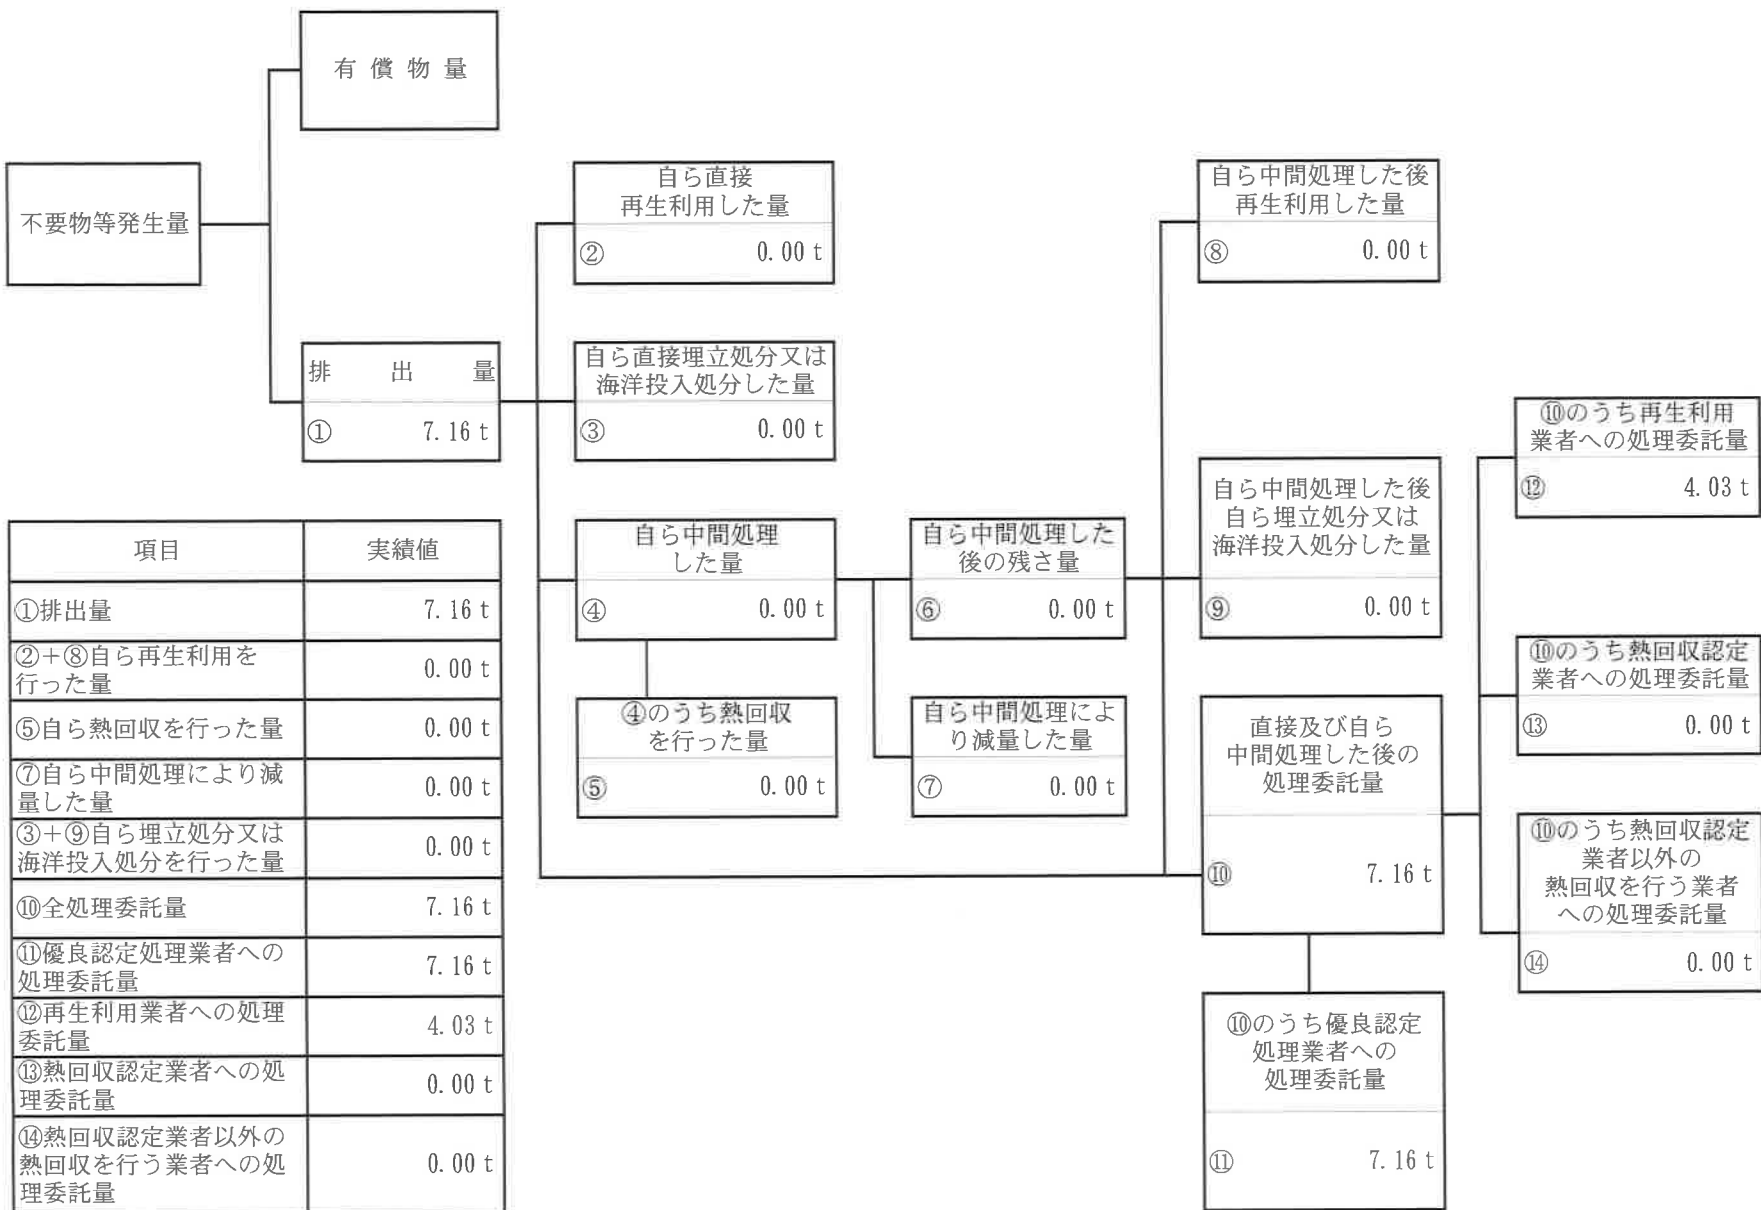 有 償 物 量
不要物等発生量
排 出 量
① 7.16 t
自ら直接
再生利用した量
② 0.00 t
自ら直接埋立処分又は
海洋投入処分した量
③ 0.00 t
自ら中間処理
した量
④ 0.00 t
④のうち熱回収
を行った量
⑤ 0.00 t
自ら中間処理した
後の残さ量
⑥ 0.00 t
自ら中間処理によ
り減量した量
⑦ 0.00 t
自ら中間処理した後
再生利用した量
⑧ 0.00 t
自ら中間処理した後
自ら埋立処分又は
海洋投入処分した量
⑨ 0.00 t
直接及び自ら
中間処理した後の
処理委託量
⑩ 7.16 t
⑩のうち優良認定
処理業者への
処理委託量
⑪ 7.16 t
⑩のうち再生利用
業者への処理委託量
⑫ 4.03 t
⑩のうち熱回収認定
業者への処理委託量
⑬ 0.00 t
⑩のうち熱回収認定
業者以外の
熱回収を行う業者
への処理委託量
⑭ 0.00 t
項目 実績値
①排出量 7.16 t
②+⑧自ら再生利用を
行った量 0.00 t
⑤自ら熱回収を行った量 0.00 t
⑦自ら中間処理により減
量した量 0.00 t
③+⑨自ら埋立処分又は
海洋投入処分を行った量 0.00 t
⑩全処理委託量 7.16 t
⑪優良認定処理業者への
処理委託量 7.16 t
⑫再生利用業者への処理
委託量 4.03 t
⑬熱回収認定業者への処
理委託量 0.00 t
⑭熱回収認定業者以外の
熱回収を行う業者への処
理委託量 0.00 t